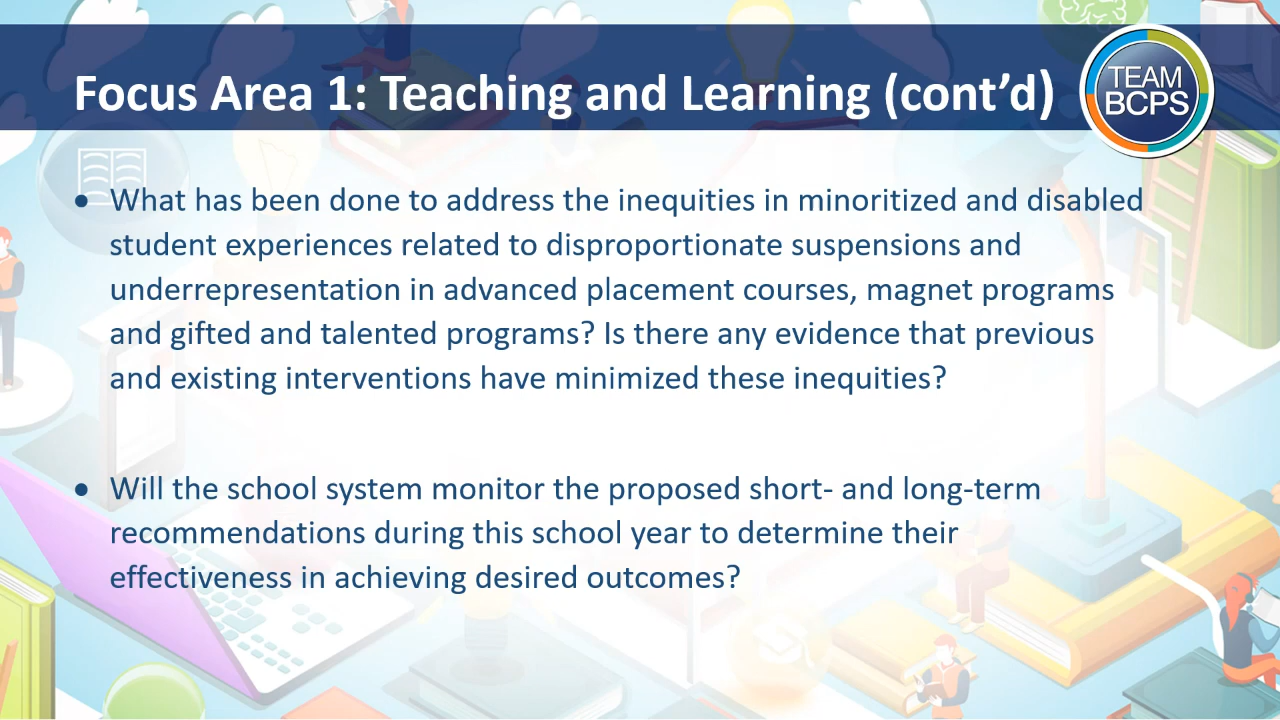 Focus Area 1: Teaching and Learning (cont’d)
TEAM
BCPS
• What has been done to address the inequities in minoritized and disabled
student experiences related to disproportionate suspensions and
underrepresentation in advanced placement courses, magnet programs
and gifted and talented programs? Is there any evidence that previous
and existing interventions have minimized these inequities?
• Will the school system monitor the proposed short- and long-term
recommendations during this school year to determine their
effectiveness in achieving desired outcomes?